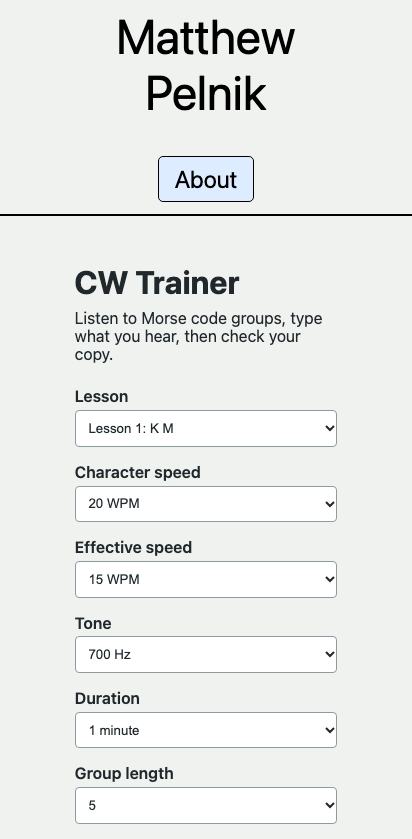 Matthew
Pelnik
About
CW Trainer
Listen to Morse code groups, type
what you hear, then check your
copy.
Lesson
Lesson 1: K M
Character speed
20 WPM
Effective speed
15 WPM
Tone
700 Hz
Duration
1 minute
Group length
5